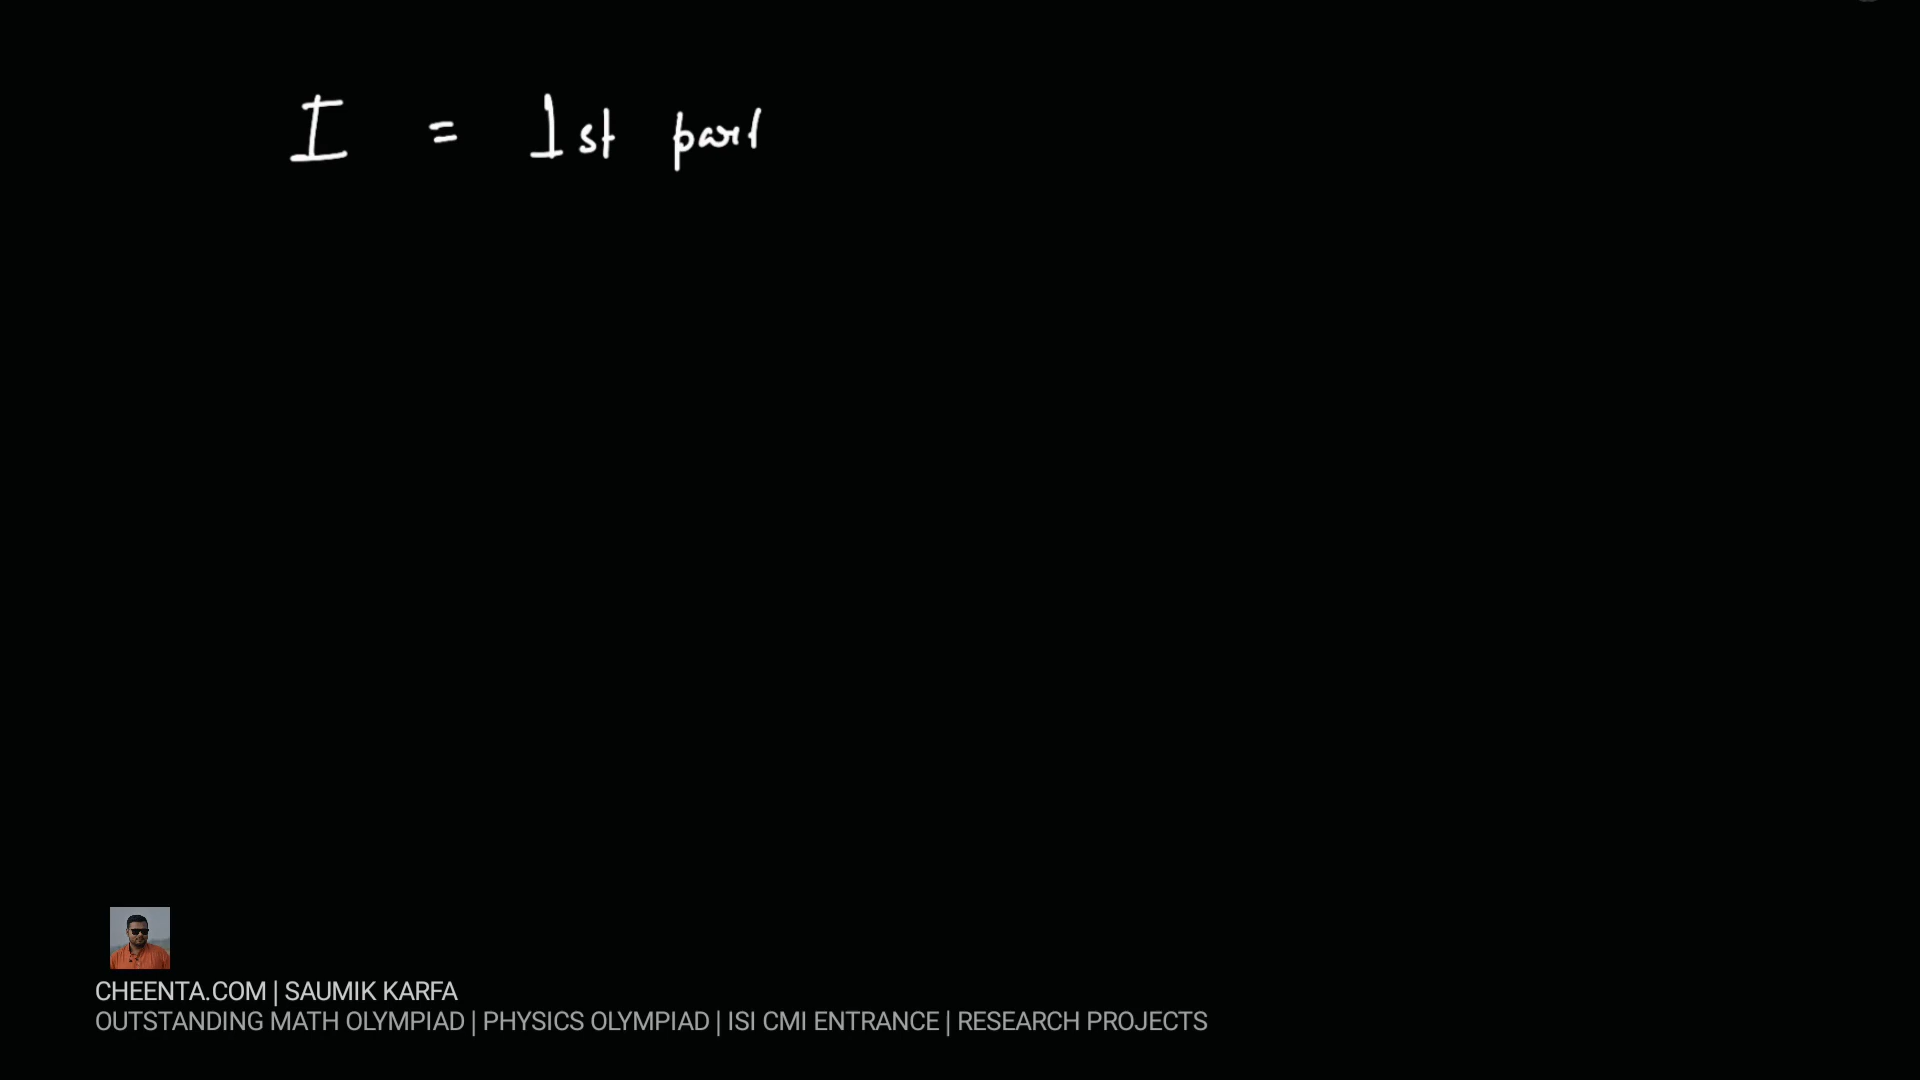 I = 1st part
CHEENTA.COM | SAUMIK KARFA
OUTSTANDING MATH OLYMPIAD | PHYSICS OLYMPIAD | ISI CMI ENTRANCE | RESEARCH PROJECTS